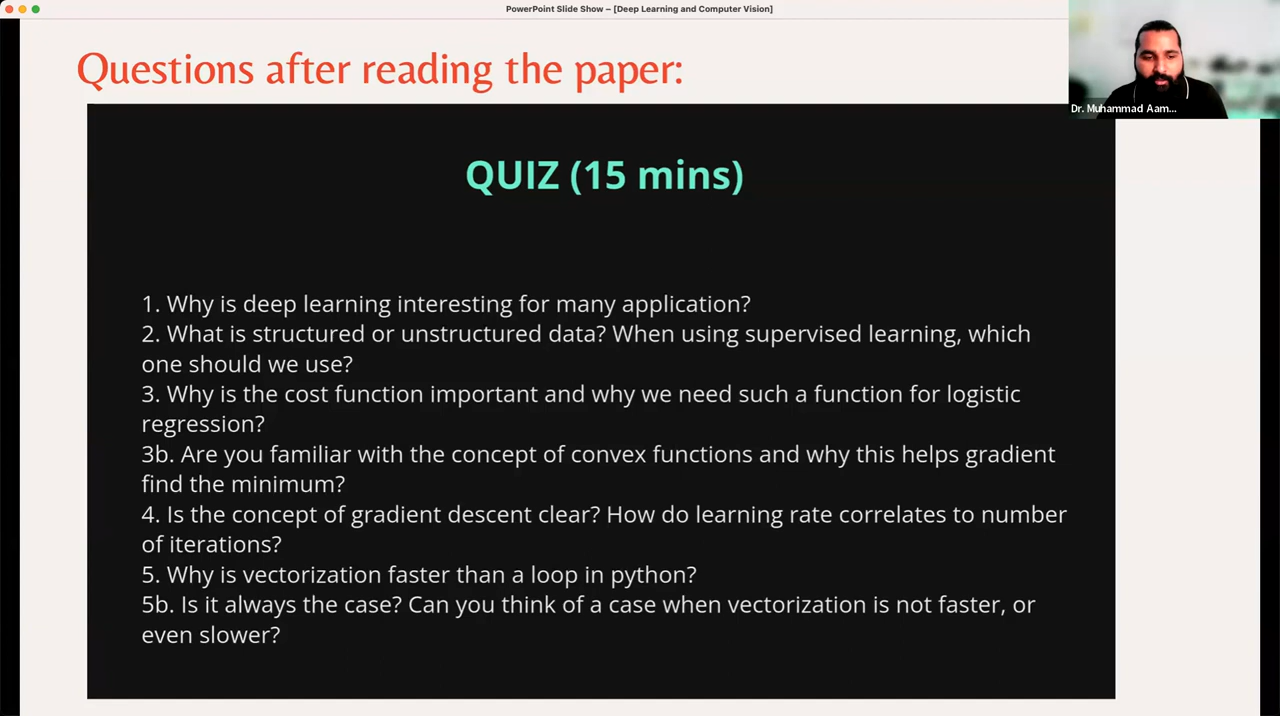 PowerPoint Slide Show – [Deep Learning and Computer Vision]
Questions after reading the paper:
Dr. Muhammad Aam...
QUIZ (15 mins)
1. Why is deep learning interesting for many application?
2. What is structured or unstructured data? When using supervised learning, which
one should we use?
3. Why is the cost function important and why we need such a function for logistic
regression?
3b. Are you familiar with the concept of convex functions and why this helps gradient
find the minimum?
4. Is the concept of gradient descent clear? How do learning rate correlates to number
of iterations?
5. Why is vectorization faster than a loop in python?
5b. Is it always the case? Can you think of a case when vectorization is not faster, or
even slower?